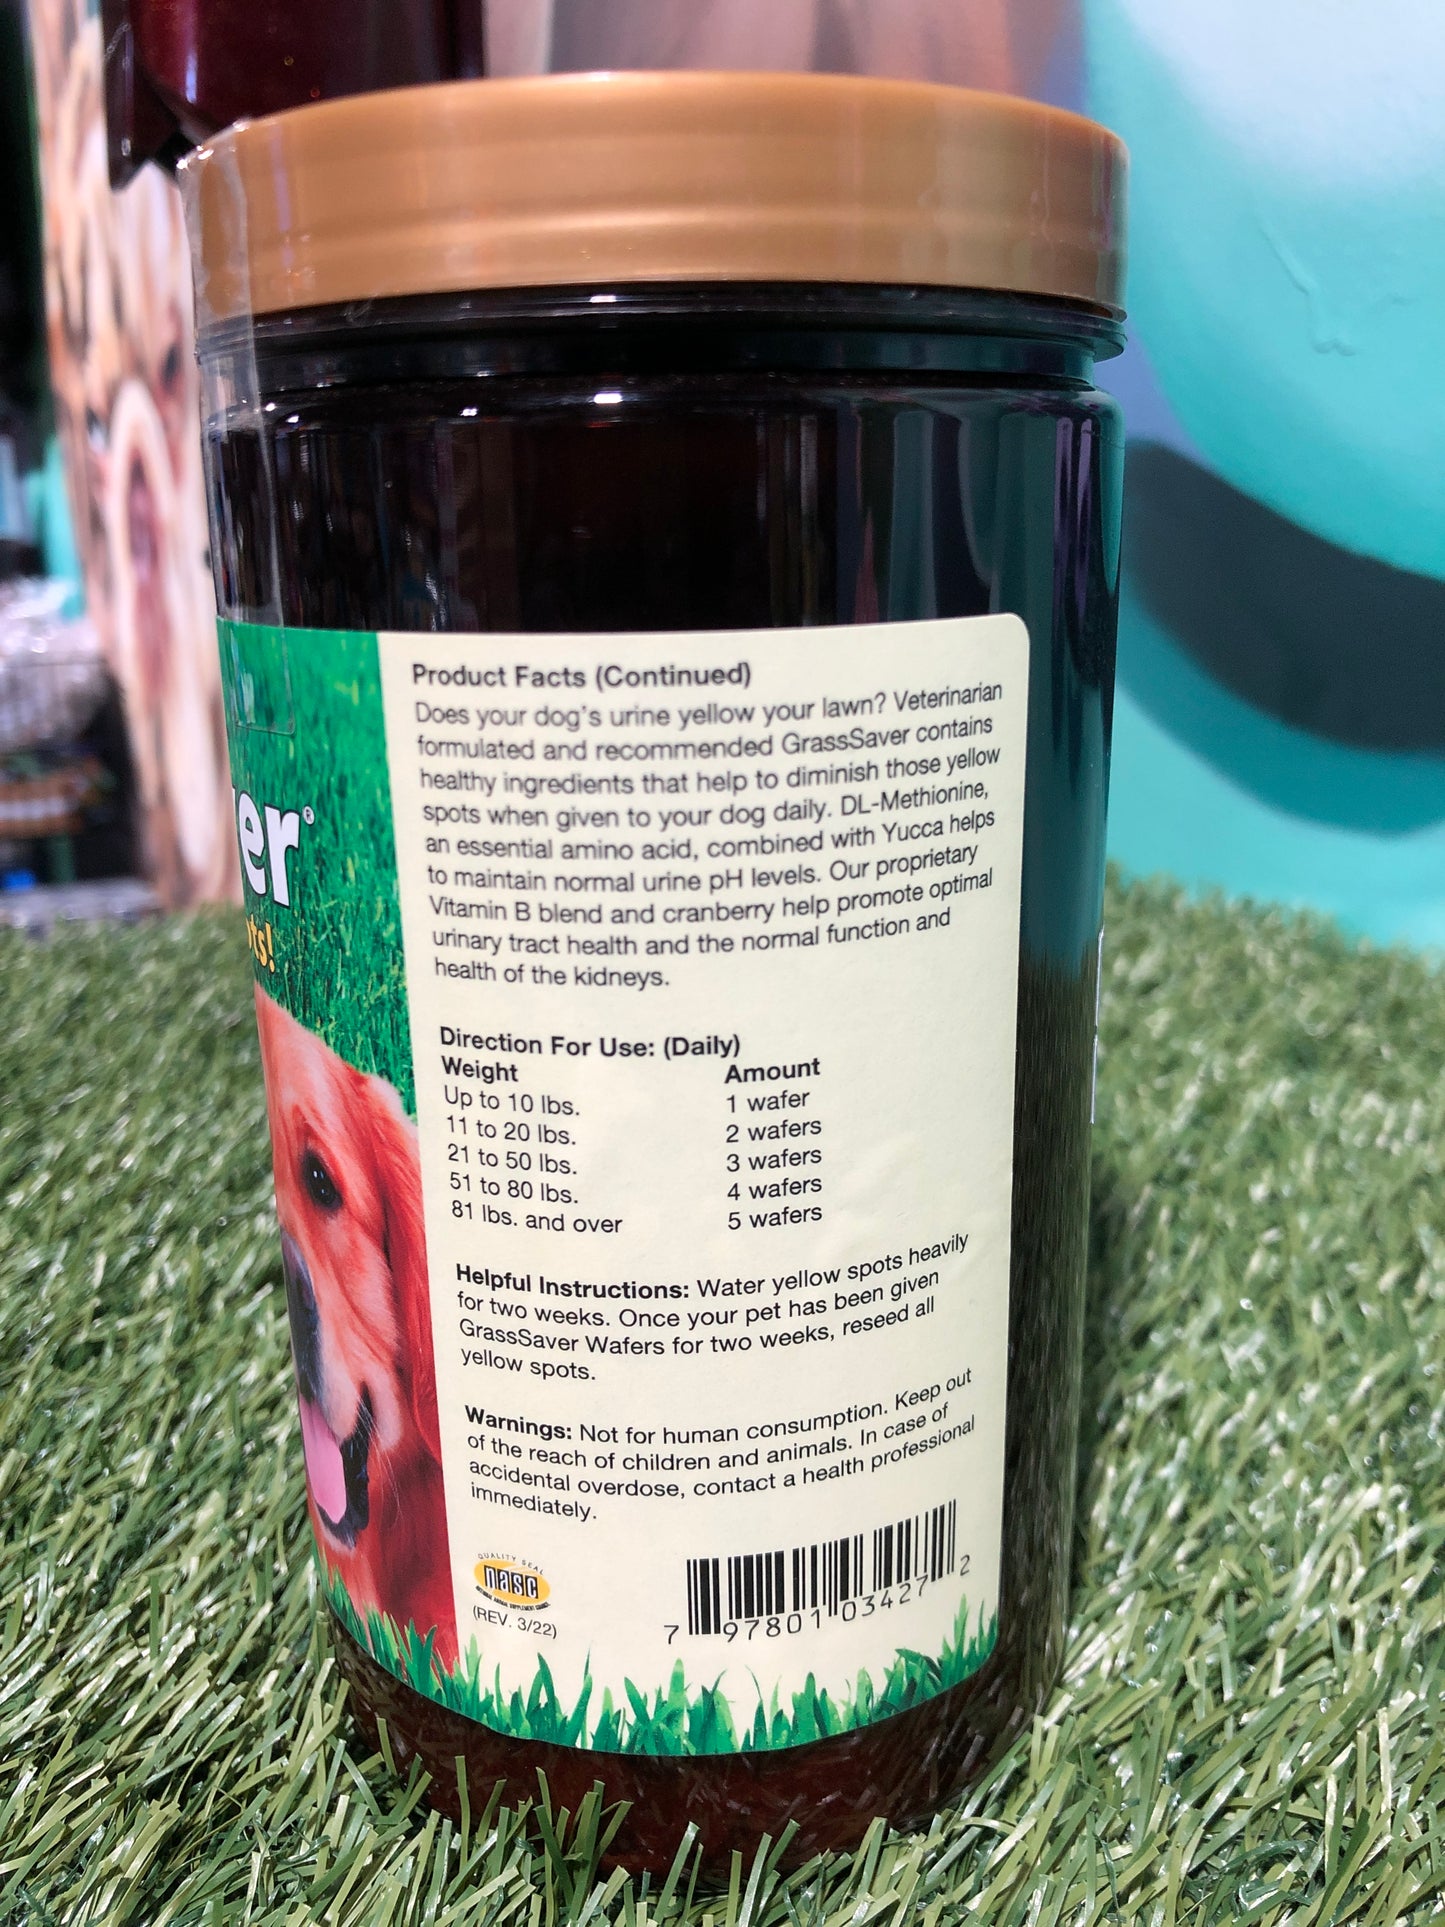 er®
ts!
Product Facts (Continued)
Does your dog's urine yellow your lawn? Veterinarian
formulated and recommended GrassSaver contains
healthy ingredients that help to diminish those yellow
spots when given to your dog daily. DL-Methionine,
an essential amino acid, combined with Yucca helps
to maintain normal urine pH levels. Our proprietary
Vitamin B blend and cranberry help promote optimal
urinary tract health and the normal function and
health of the kidneys.
Direction For Use: (Daily)
Weight Amount
Up to 10 lbs. 1 wafer
11 to 20 lbs. 2 wafers
21 to 50 lbs. 3 wafers
51 to 80 lbs. 4 wafers
81 lbs. and over 5 wafers
Helpful Instructions: Water yellow spots heavily
for two weeks. Once your pet has been given
GrassSaver Wafers for two weeks, reseed all
yellow spots.
Warnings: Not for human consumption. Keep out
of the reach of children and animals. In case of
accidental overdose, contact a health professional
immediately.
QUALITY SEAL
nasc
NATIONAL ANIMAL SUPPLEMENT COUNCIL
(REV. 3/22)
7 97801 03427 2